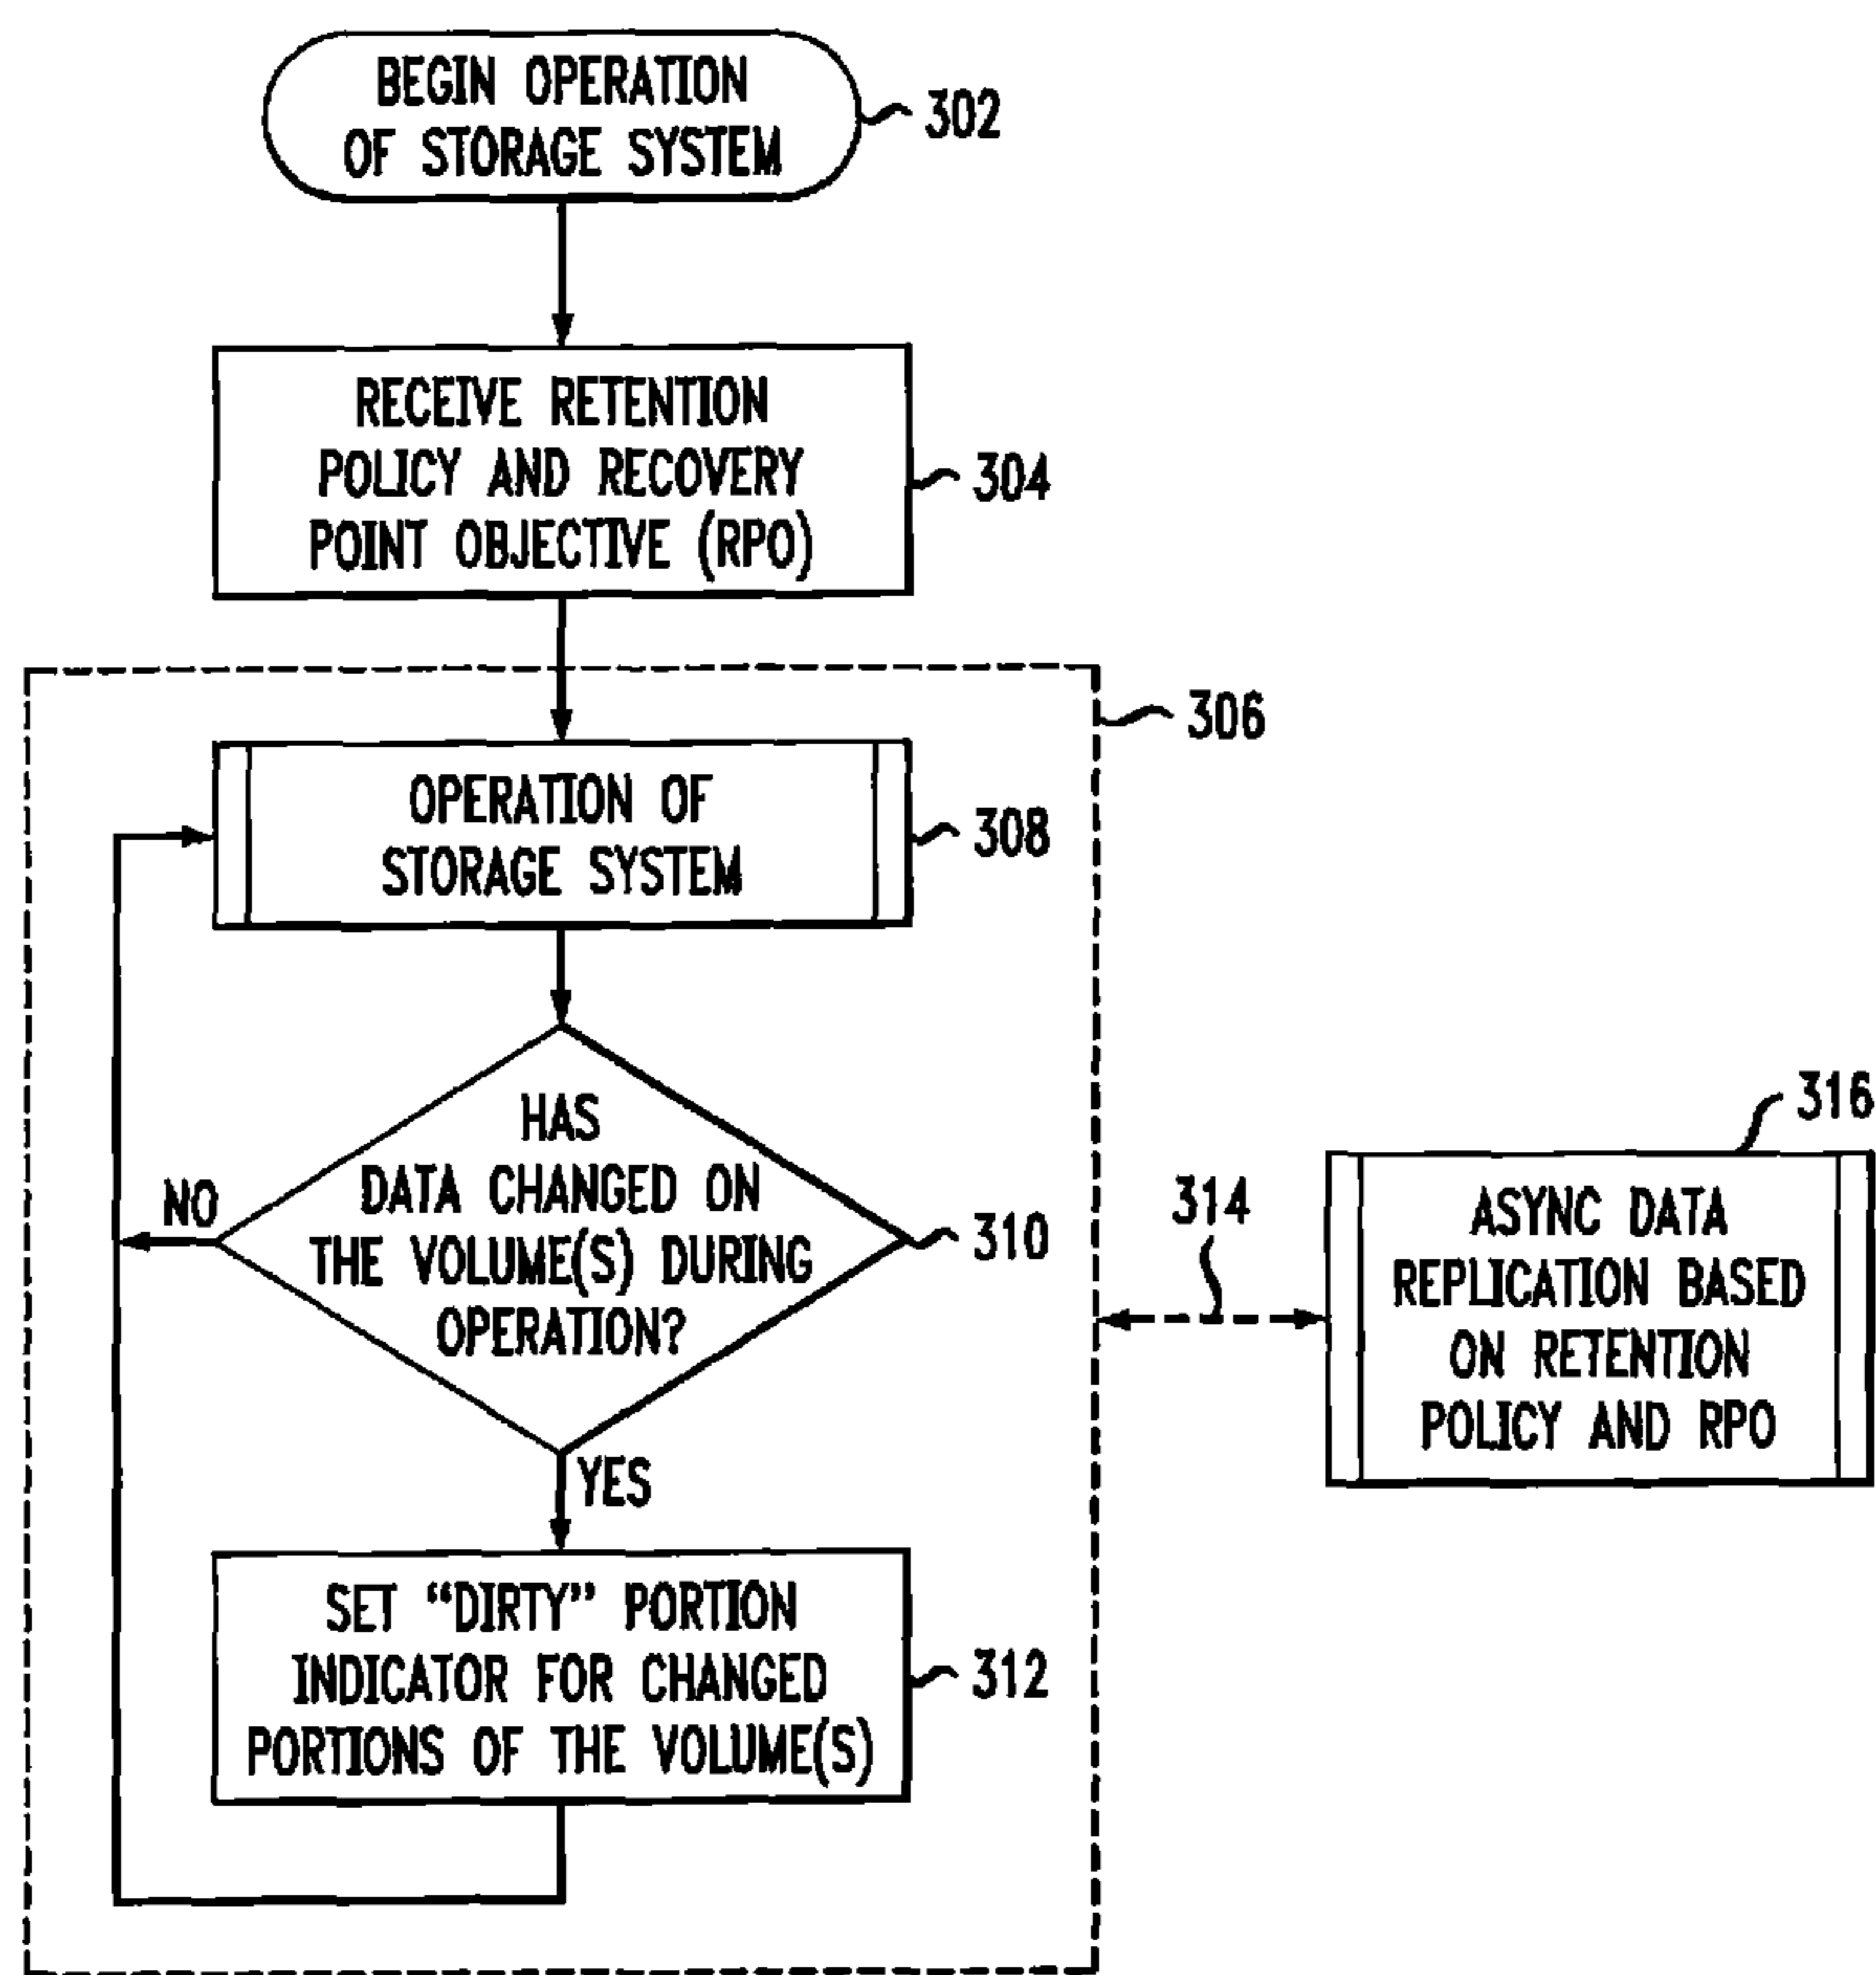 BEGIN OPERATION
OF STORAGE SYSTEM
302
RECEIVE RETENTION
POLICY AND RECOVERY
POINT OBJECTIVE (RPO)
304
306
OPERATION OF
STORAGE SYSTEM
308
HAS
DATA CHANGED ON
THE VOLUME(S) DURING
OPERATION?
310
NO
YES
SET “DIRTY” PORTION
INDICATOR FOR CHANGED
PORTIONS OF THE VOLUME(S)
312
314
316
ASYNC DATA
REPLICATION BASED
ON RETENTION
POLICY AND RPO